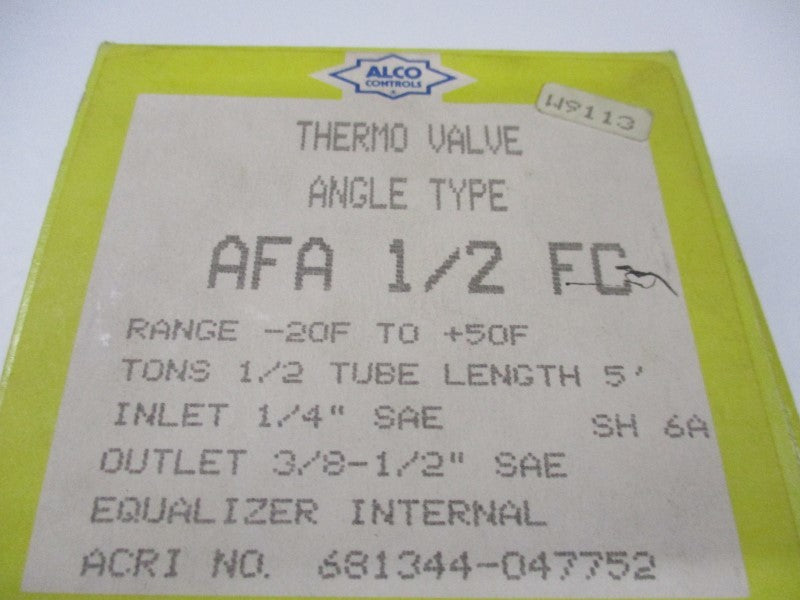 ALCO
CONTROLS
W9113
THERMO VALVE
ANGLE TYPE
AFA 1/2 FC
RANGE -20F TO +50F
TONS 1/2 TUBE LENGTH 5'
INLET 1/4" SAE
SH 6A
OUTLET 3/8-1/2" SAE
EQUALIZER INTERNAL
ACRI NO. 681344-047752